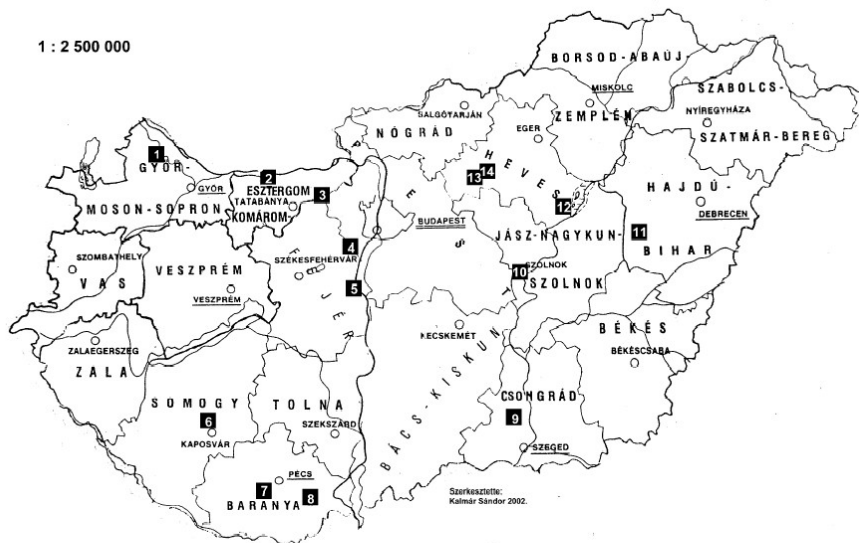 1 : 2 500 000
BORSOD-ABAÚJ-
ZEMPLÉN
MISKOLC
SZABOLCS-
SZATMÁR-BEREG
NYÍREGYHÁZA
SALGÓTARJÁN
NÓGRÁD
EGER
HEVES
1
GYŐR-
MOSON-SOPRON
GYŐR
2
ESZTERGOM
3
TATABÁNYA
KOMÁROM-
PEST
13
14
12
HAJDÚ-
BIHAR
DEBRECEN
11
BUDAPEST
JÁSZ-NAGYKUN-
SZOLNOK
10
SZOLNOK
SZOMBATHELY
VAS
VESZPRÉM
VESZPRÉM
4
SZÉKESFEHÉRVÁR
FEJÉR
5
ZALAEGERSZEG
ZALA
KECSKEMÉT
BÉKÉS
BÉKÉSCSABA
SOMOGY
6
KAPOSVÁR
TOLNA
SZEKSZÁRD
BÁCS-KISKUN
CSONGRÁD
9
SZEGED
PÉCS
7
8
BARANYA
Szerkesztette:
Kalmár Sándor 2002.